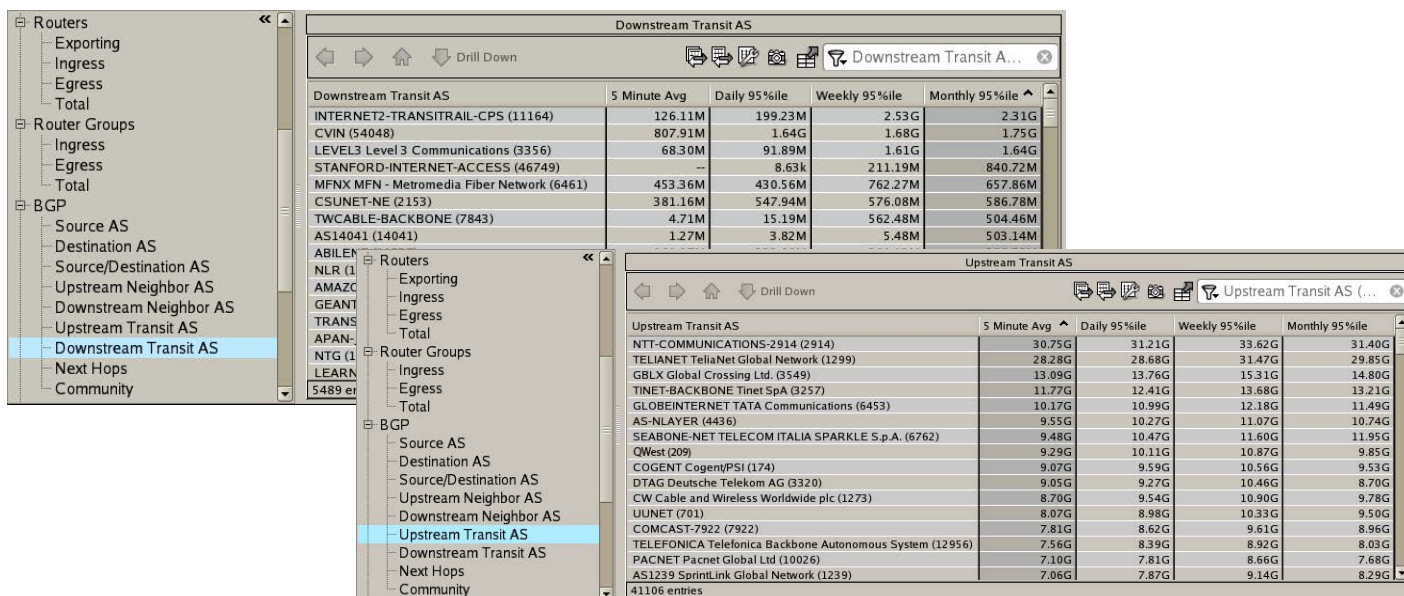 Routers
Exporting
Ingress
Egress
Total
Router Groups
Ingress
Egress
Total
BGP
Source AS
Destination AS
Source/Destination AS
Upstream Neighbor AS
Downstream Neighbor AS
Upstream Transit AS
Downstream Transit AS
Next Hops
Community
Downstream Transit AS
Drill Down
Downstream Transit A...
Downstream Transit AS 5 Minute Avg Daily 95%ile Weekly 95%ile Monthly 95%ile
INTERNET2-TRANSITRAIL-CPS (11164) 126.11M 199.23M 2.53G 2.31G
CVIN (54048) 807.91M 1.64G 1.68G 1.75G
LEVEL3 Level 3 Communications (3356) 68.30M 91.89M 1.61G 1.64G
STANFORD-INTERNET-ACCESS (46749) -- 8.63k 211.19M 840.72M
MFNX MFN - Metromedia Fiber Network (6461) 453.36M 430.56M 762.27M 657.86M
CSUNET-NE (2153) 381.16M 547.94M 576.08M 586.78M
TWCABLE-BACKBONE (7843) 4.71M 15.19M 562.48M 504.46M
AS14041 (14041) 1.27M 3.82M 5.48M 503.14M
ABILEN
NLR (1
AMAZO
GEANT
TRANS
APAN-
NTG (1
LEARN
5489 en
Routers
Exporting
Ingress
Egress
Total
Router Groups
Ingress
Egress
Total
BGP
Source AS
Destination AS
Source/Destination AS
Upstream Neighbor AS
Downstream Neighbor AS
Upstream Transit AS
Downstream Transit AS
Next Hops
Community
Upstream Transit AS
Drill Down
Upstream Transit AS (...
Upstream Transit AS 5 Minute Avg Daily 95%ile Weekly 95%ile Monthly 95%ile
NTT-COMMUNICATIONS-2914 (2914) 30.75G 31.21G 33.62G 31.40G
TELIANET TeliaNet Global Network (1299) 28.28G 28.68G 31.47G 29.85G
GBLX Global Crossing Ltd. (3549) 13.09G 13.76G 15.31G 14.80G
TINET-BACKBONE Tinet SpA (3257) 11.77G 12.41G 13.68G 13.21G
GLOBEINTERNET TATA Communications (6453) 10.17G 10.99G 12.18G 11.49G
AS-NLAYER (4436) 9.55G 10.27G 11.07G 10.74G
SEABONE-NET TELECOM ITALIA SPARKLE S.p.A. (6762) 9.48G 10.47G 11.60G 11.95G
QWest (209) 9.29G 10.11G 10.87G 9.85G
COGENT Cogent/PSI (174) 9.07G 9.59G 10.56G 9.53G
DTAG Deutsche Telekom AG (3320) 9.05G 9.27G 10.46G 8.70G
CW Cable and Wireless Worldwide plc (1273) 8.70G 9.54G 10.90G 9.78G
UUNET (701) 8.07G 8.98G 10.33G 9.50G
COMCAST-7922 (7922) 7.81G 8.62G 9.61G 8.96G
TELEFONICA Telefonica Backbone Autonomous System (12956) 7.56G 8.39G 8.92G 8.03G
PACNET Pacnet Global Ltd (10026) 7.10G 7.81G 8.66G 7.68G
AS1239 SprintLink Global Network (1239) 7.06G 7.87G 9.14G 8.29G
41106 entries